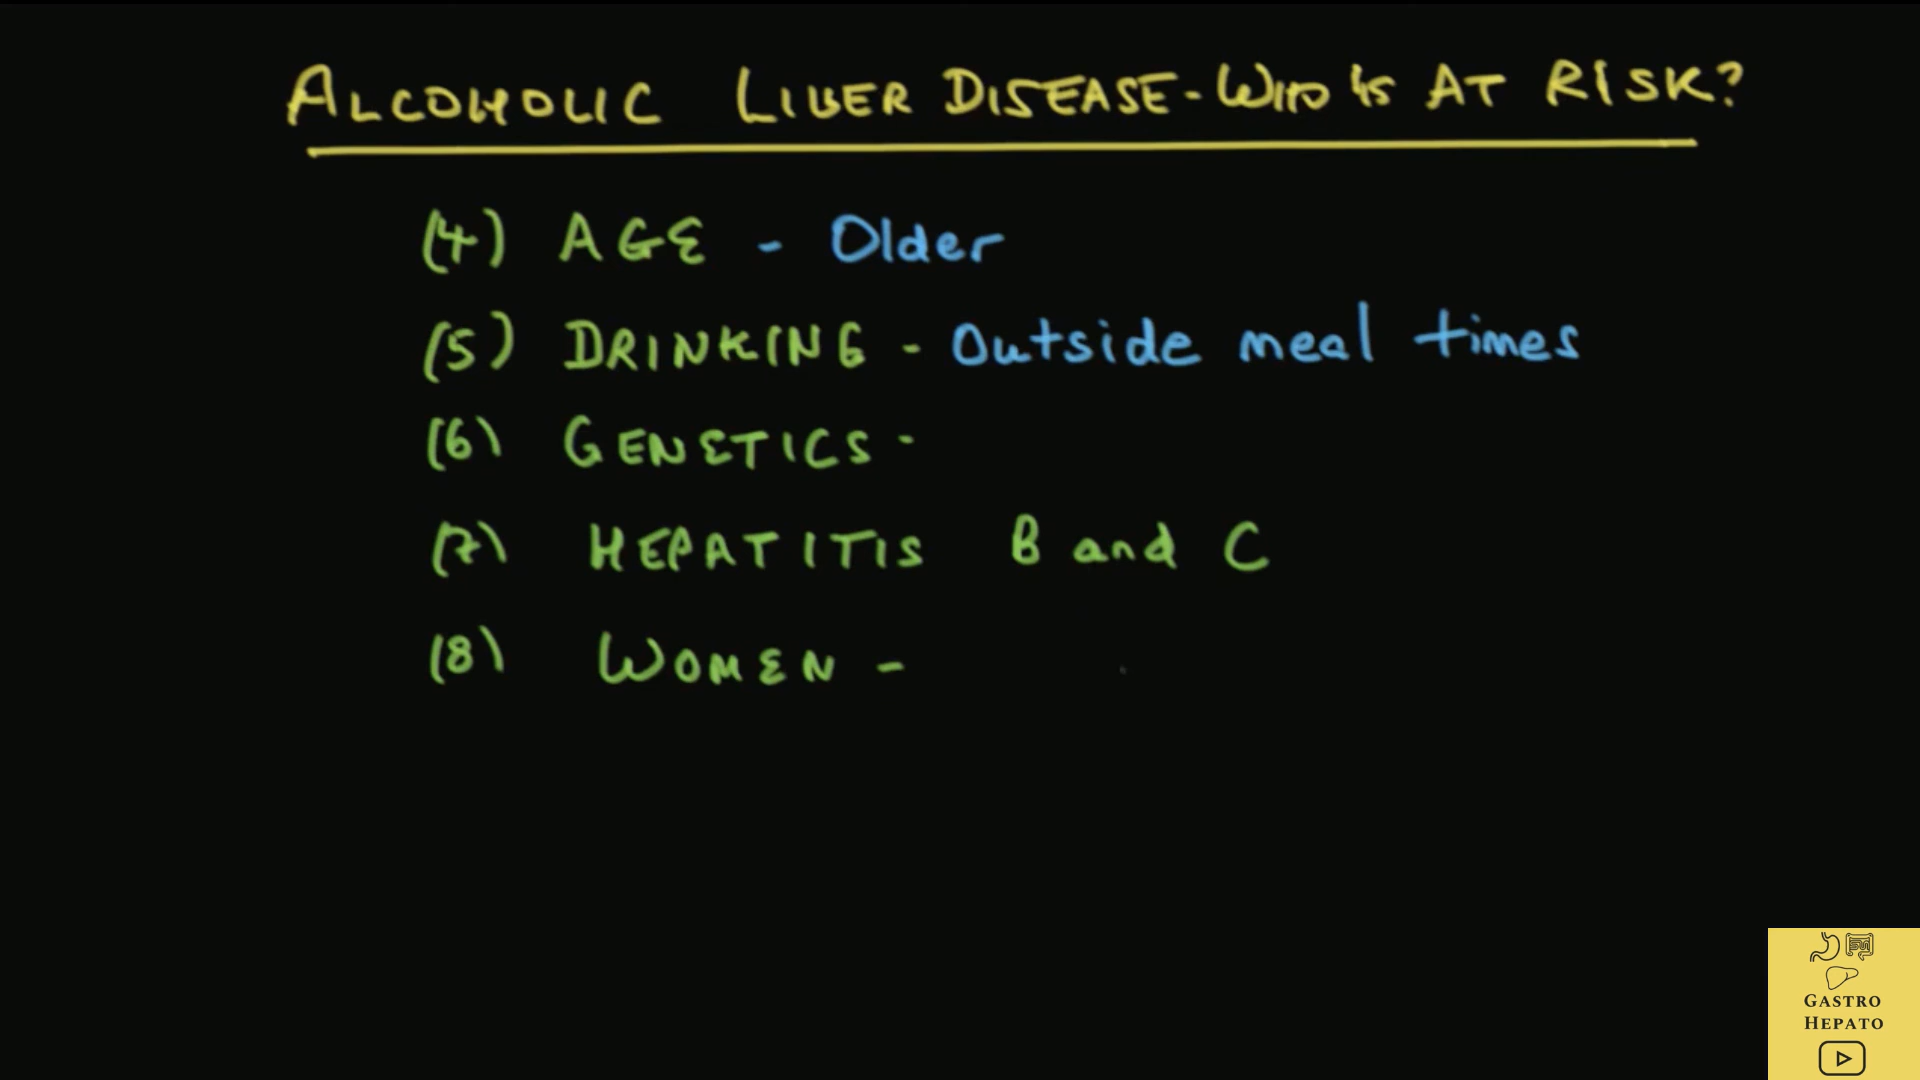 ALCOHOLIC LIVER DISEASE - WHO IS AT RISK?
(4) AGE - Older
(5) DRINKING - Outside meal times
(6) GENETICS -
(7) HEPATITIS B and C
(8) WOMEN -
GASTRO
HEPATO